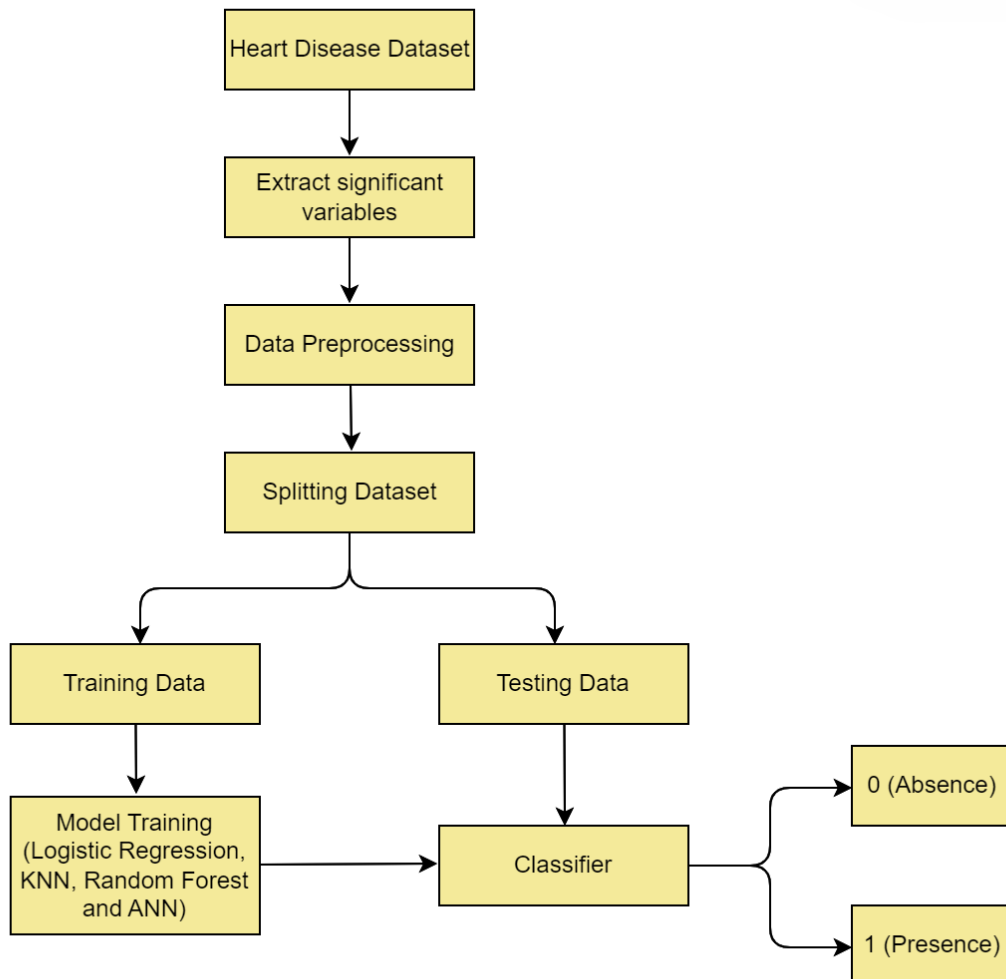 Heart Disease Dataset
Extract significant
variables
Data Preprocessing
Splitting Dataset
Training Data
Testing Data
Model Training
(Logistic Regression,
KNN, Random Forest
and ANN)
Classifier
0 (Absence)
1 (Presence)